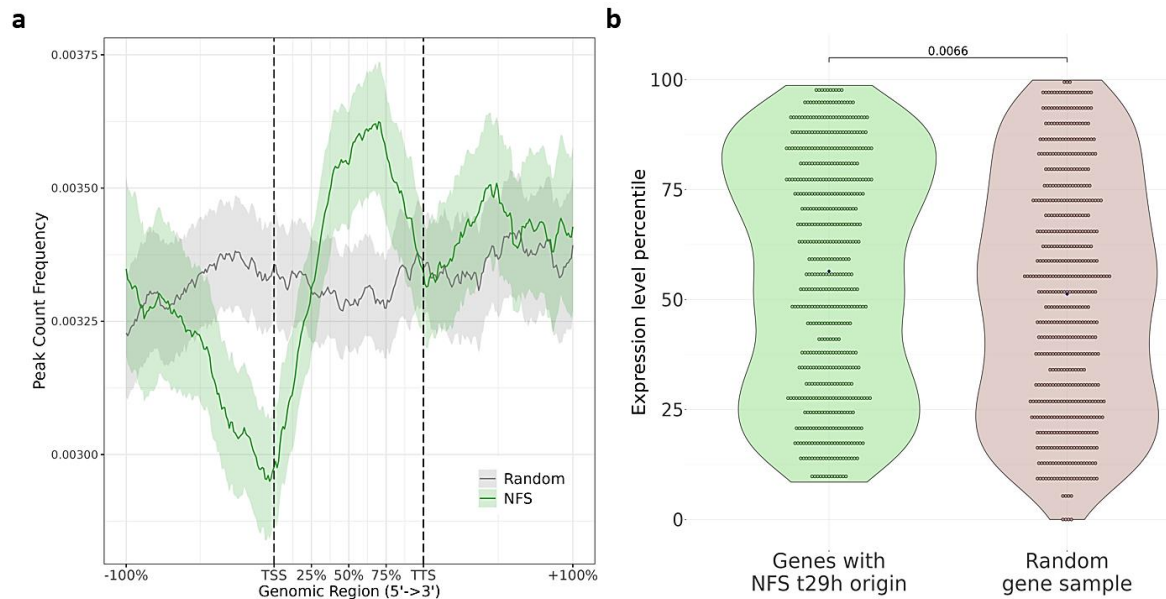 a
0.00375
0.00350
0.00325
0.00300
Peak Count Frequency
Random
NFS
-100% TSS 25% 50% 75% TTS +100%
Genomic Region (5'->3')
b
0.0066
100
75
50
25
0
Expression level percentile
Genes with
NFS t29h origin
Random
gene sample